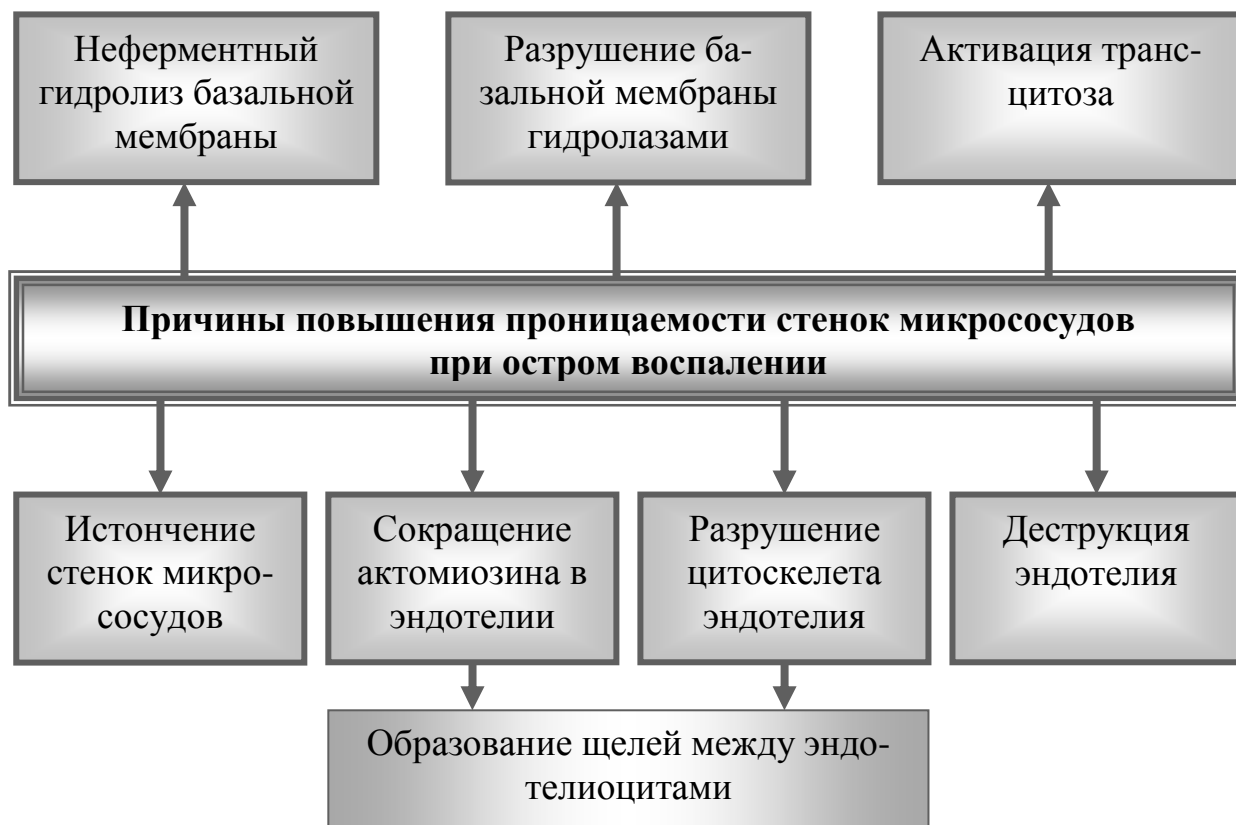 Неферментный
гидролиз базальной
мембраны
Разрушение ба-
зальной мембраны
гидролазами
Активация транс-
цитоза
Причины повышения проницаемости стенок микрососудов
при остром воспалении
Истончение
стенок микро-
сосудов
Сокращение
актомиозина в
эндотелии
Разрушение
цитоскелета
эндотелия
Деструкция
эндотелия
Образование щелей между эндо-
телиоцитами